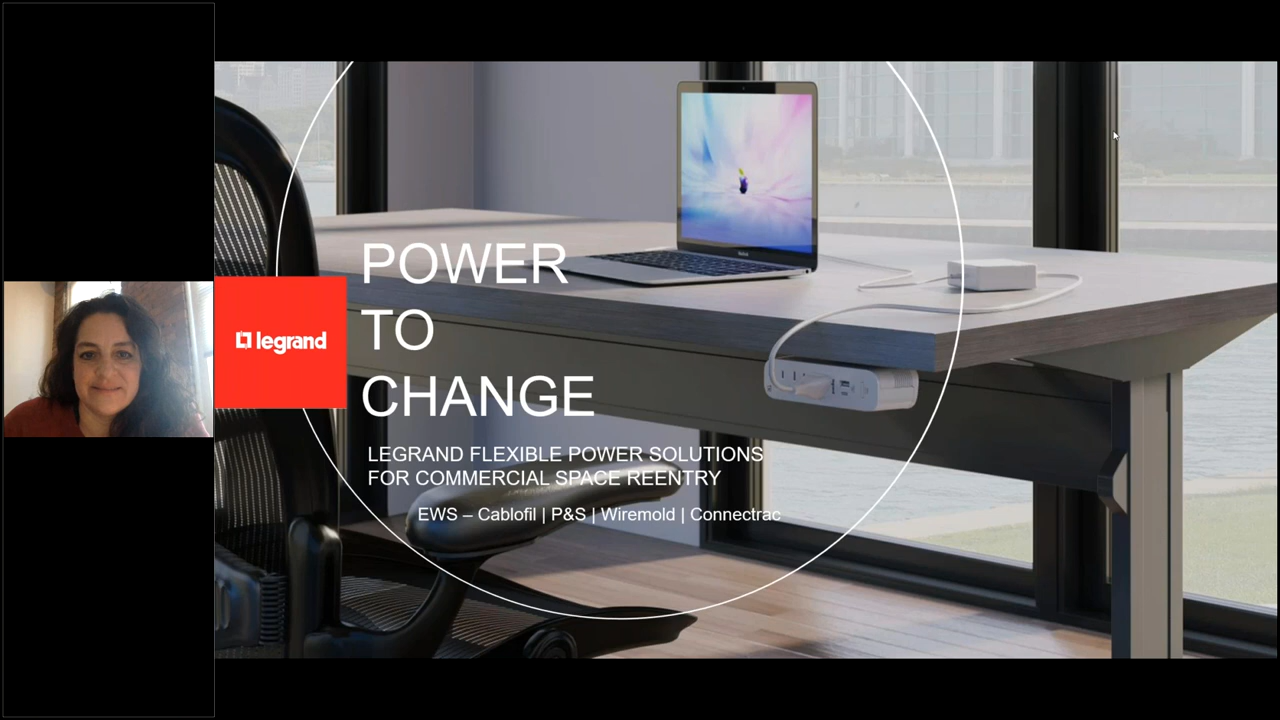 legrand
POWER
TO
CHANGE
LEGRAND FLEXIBLE POWER SOLUTIONS
FOR COMMERCIAL SPACE REENTRY
EWS – Cablofil | P&S | Wiremold | Connectrac